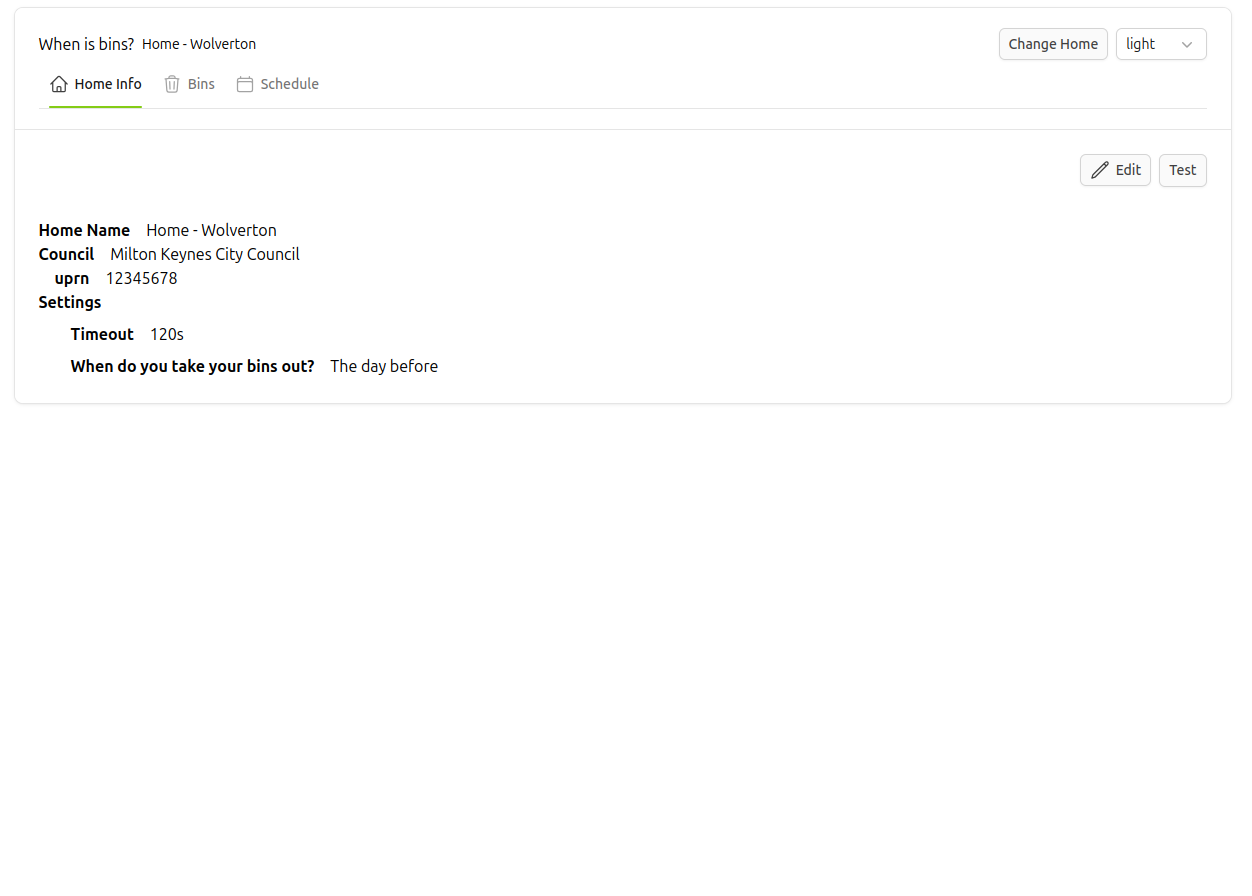 When is bins? Home - Wolverton Change Home light
Home Info Bins Schedule
Edit Test
Home Name Home - Wolverton
Council Milton Keynes City Council
uprn 12345678
Settings
Timeout 120s
When do you take your bins out? The day before